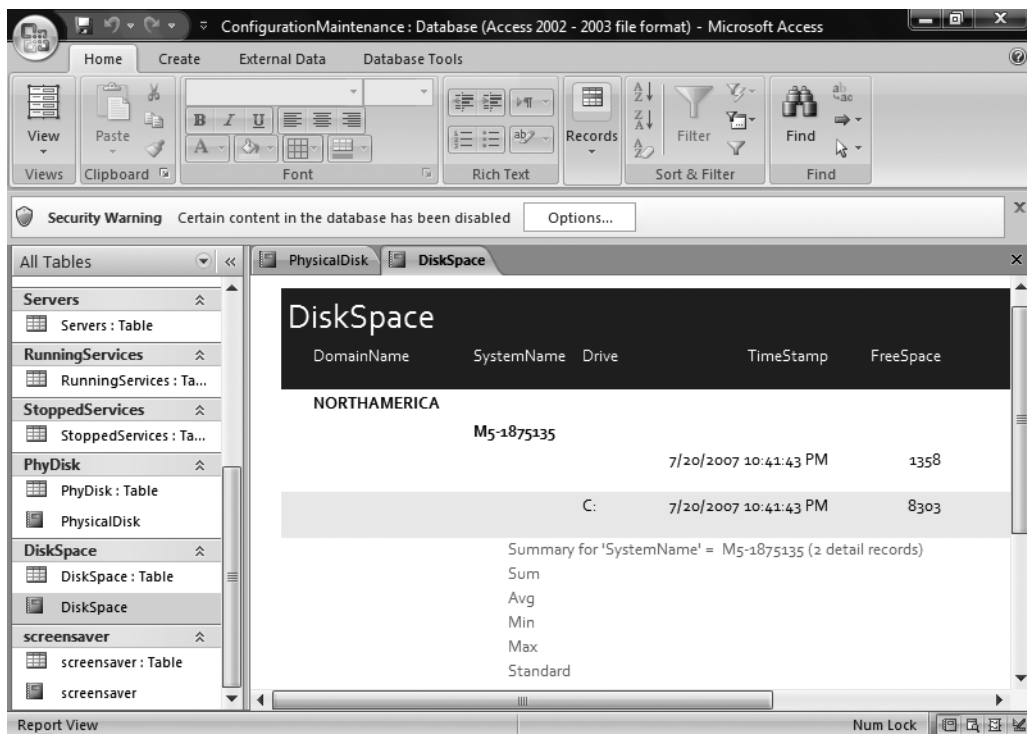 ConfigurationMaintenance : Database (Access 2002 - 2003 file format) - Microsoft Access
Home Create External Data Database Tools
View Paste B I U A ab Records A Z Z A A Z Filter Find ab ac
Views Clipboard Font Rich Text Sort & Filter Find
Security Warning Certain content in the database has been disabled Options...
All Tables
Servers
Servers : Table
RunningServices
RunningServices : Ta...
StoppedServices
StoppedServices : Ta...
PhyDisk
PhyDisk : Table
PhysicalDisk
DiskSpace
DiskSpace : Table
DiskSpace
screensaver
screensaver : Table
screensaver
PhysicalDisk DiskSpace
DiskSpace
DomainName SystemName Drive TimeStamp FreeSpace
NORTHAMERICA
M5-1875135
7/20/2007 10:41:43 PM 1358
C: 7/20/2007 10:41:43 PM 8303
Summary for 'SystemName' = M5-1875135 (2 detail records)
Sum
Avg
Min
Max
Standard
Report View Num Lock